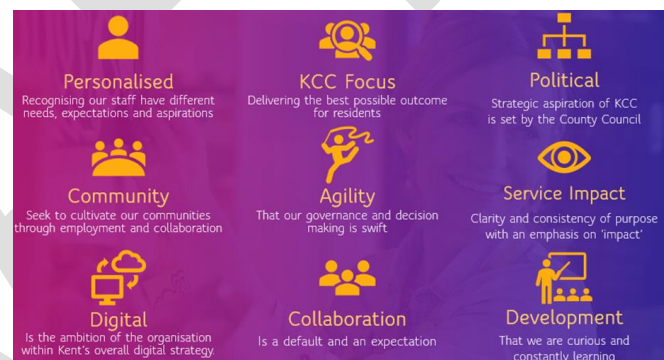 Personalised
Recognising our staff have different
needs, expectations and aspirations
KCC Focus
Delivering the best possible outcome
for residents
Political
Strategic aspiration of KCC
is set by the County Council
Community
Seek to cultivate our communities
through employment and collaboration
Agility
That our governance and decision
making is swift
Service Impact
Clarity and consistency of purpose
with an emphasis on 'impact'
Digital
Is the ambition of the organisation
within Kent's overall digital strategy.
Collaboration
Is a default and an expectation
Development
That we are curious and
constantly learning